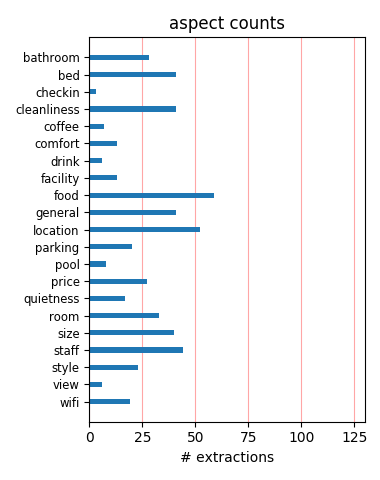 aspect counts
bathroom
bed
checkin
cleanliness
coffee
comfort
drink
facility
food
general
location
parking
pool
price
quietness
room
size
staff
style
view
wifi
0 25 50 75 100 125
# extractions